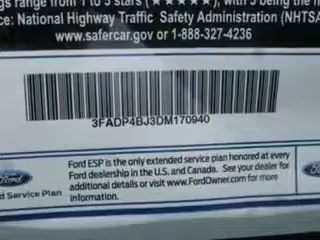 gs range from 1 to 5 stars (★★★★★), with 5 being the
ce: National Highway Traffic Safety Administration (NHTSA
www.safercar.gov or 1-888-327-4236
3FADP4BJ3DM170940
Ford ESP is the only extended service plan honored at every
Ford dealership in the U.S. and Canada. See your dealer for
additional details or visit www.FordOwner.com for more
information.
Ford
d Service Plan